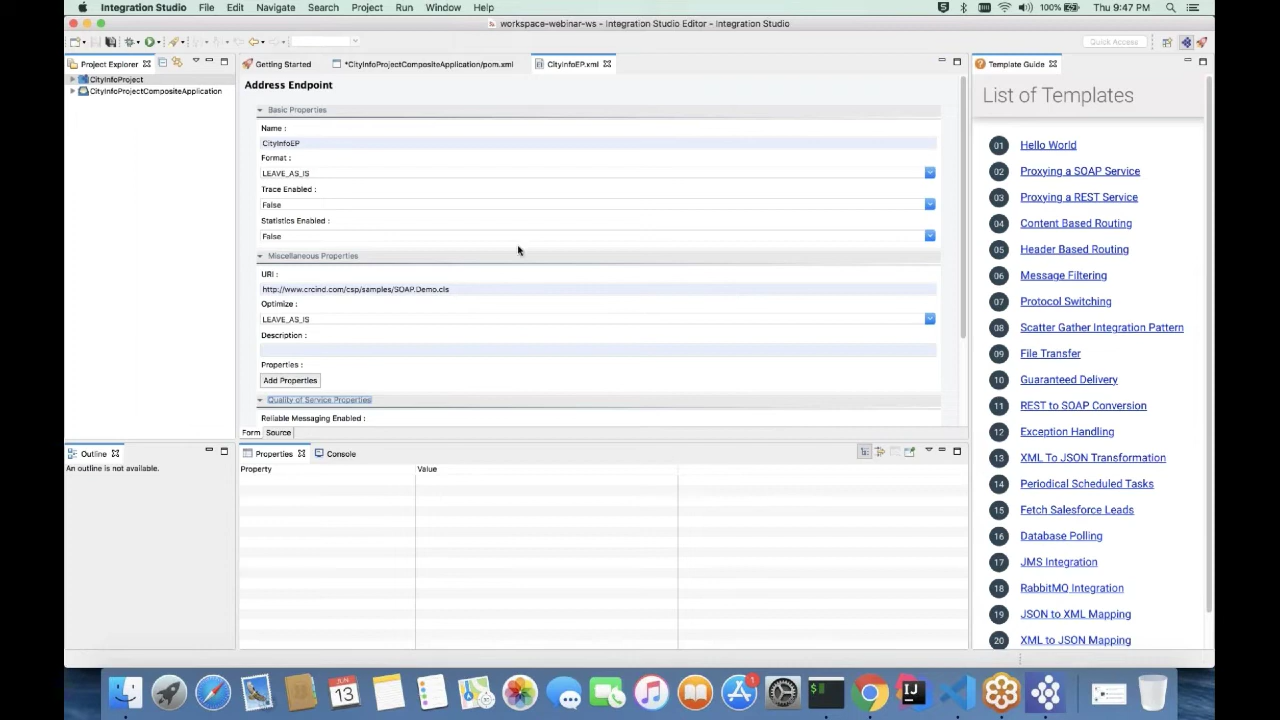 Integration Studio File Edit Navigate Search Project Run Window Help 100% Thu 9:47 PM
workspace-webinar-ws - Integration Studio Editor - Integration Studio
Quick Access
Project Explorer
CityInfoProject
CityInfoProjectCompositeApplication
Getting Started *CityInfoProjectCompositeApplication/pom.xml CityInfoEP.xml
Address Endpoint
Basic Properties
Name :
CityInfoEP
Format :
LEAVE_AS_IS
Trace Enabled :
False
Statistics Enabled :
False
Miscellaneous Properties
URI :
http://www.crcind.com/csp/samples/SOAP.Demo.cls
Optimize :
LEAVE_AS_IS
Description :
Properties :
Add Properties
Quality of Service Properties
Reliable Messaging Enabled :
Form Source
Template Guide
List of Templates
01 Hello World
02 Proxying a SOAP Service
03 Proxying a REST Service
04 Content Based Routing
05 Header Based Routing
06 Message Filtering
07 Protocol Switching
08 Scatter Gather Integration Pattern
09 File Transfer
10 Guaranteed Delivery
11 REST to SOAP Conversion
12 Exception Handling
13 XML To JSON Transformation
14 Periodical Scheduled Tasks
15 Fetch Salesforce Leads
16 Database Polling
17 JMS Integration
18 RabbitMQ Integration
19 JSON to XML Mapping
20 XML to JSON Mapping
Outline
An outline is not available.
Properties Console
Property Value
13
1